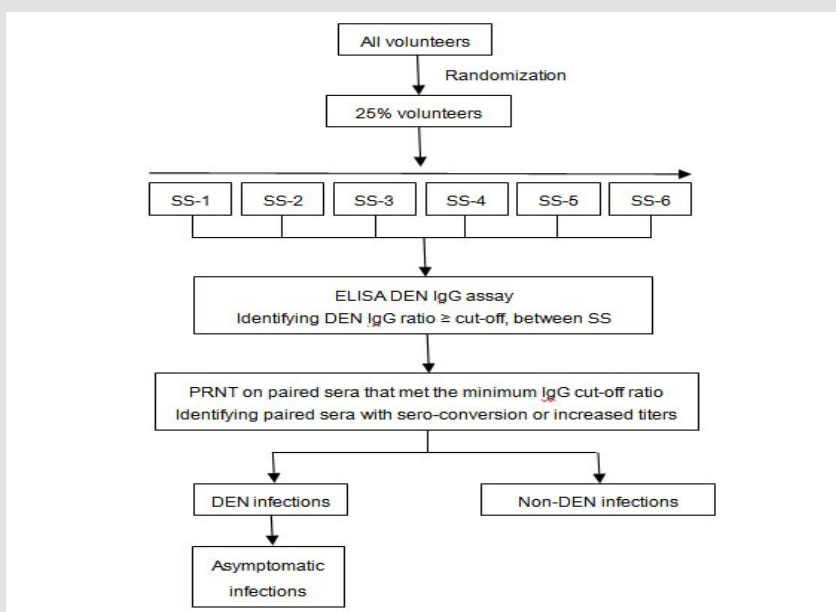 All volunteers
Randomization
25% volunteers
SS-1 SS-2 SS-3 SS-4 SS-5 SS-6
ELISA DEN IgG assay
Identifying DEN IgG ratio ≥ cut-off, between SS
PRNT on paired sera that met the minimum IgG cut-off ratio
Identifying paired sera with sero-conversion or increased titers
DEN infections Non-DEN infections
Asymptomatic
infections